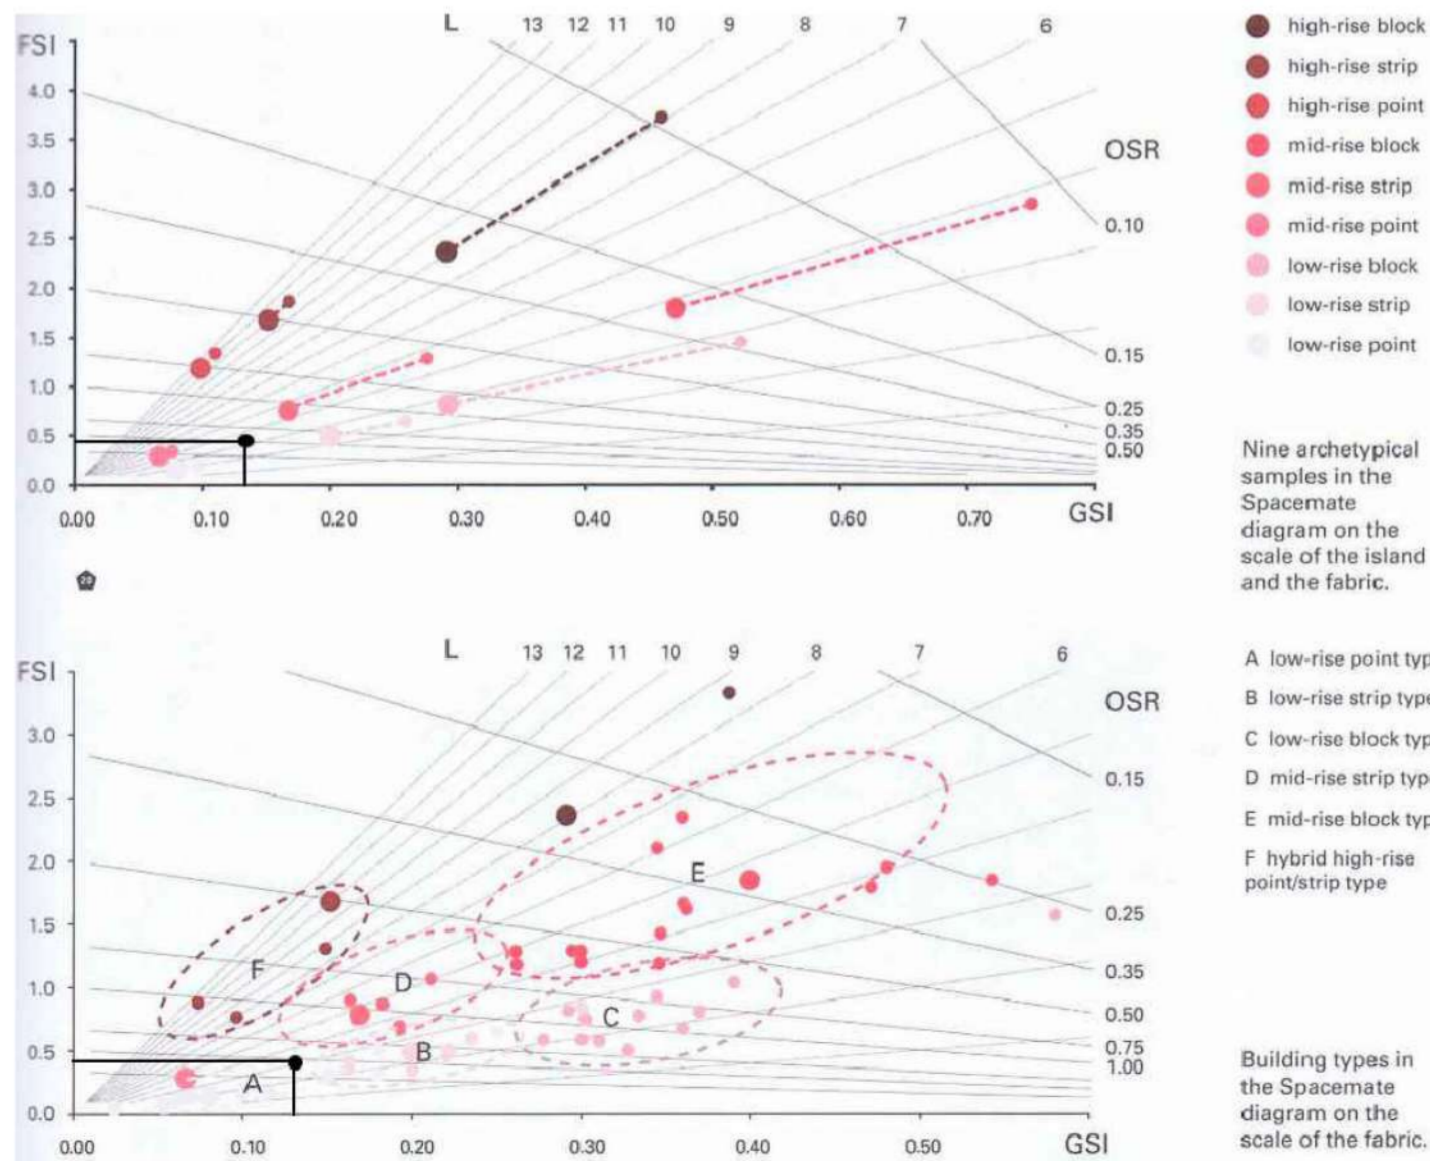 L 13 12 11 10 9 8 7 6
FSI
4.0
3.5
3.0
2.5
2.0
1.5
1.0
0.5
0.0
OSR
0.10
0.15
0.25
0.35
0.50
0.00 0.10 0.20 0.30 0.40 0.50 0.60 0.70 GSI
high-rise block
high-rise strip
high-rise point
mid-rise block
mid-rise strip
mid-rise point
low-rise block
low-rise strip
low-rise point
Nine archetypical
samples in the
Spacemate
diagram on the
scale of the island
and the fabric.
20
L 13 12 11 10 9 8 7 6
FSI
3.0
2.5
2.0
1.5
1.0
0.5
0.0
E
F
D
C
B
A
OSR
0.15
0.25
0.35
0.50
0.75
1.00
0.00 0.10 0.20 0.30 0.40 0.50 GSI
A low-rise point typ
B low-rise strip type
C low-rise block typ
D mid-rise strip type
E mid-rise block typ
F hybrid high-rise
point/strip type
Building types in
the Spacemate
diagram on the
scale of the fabric.